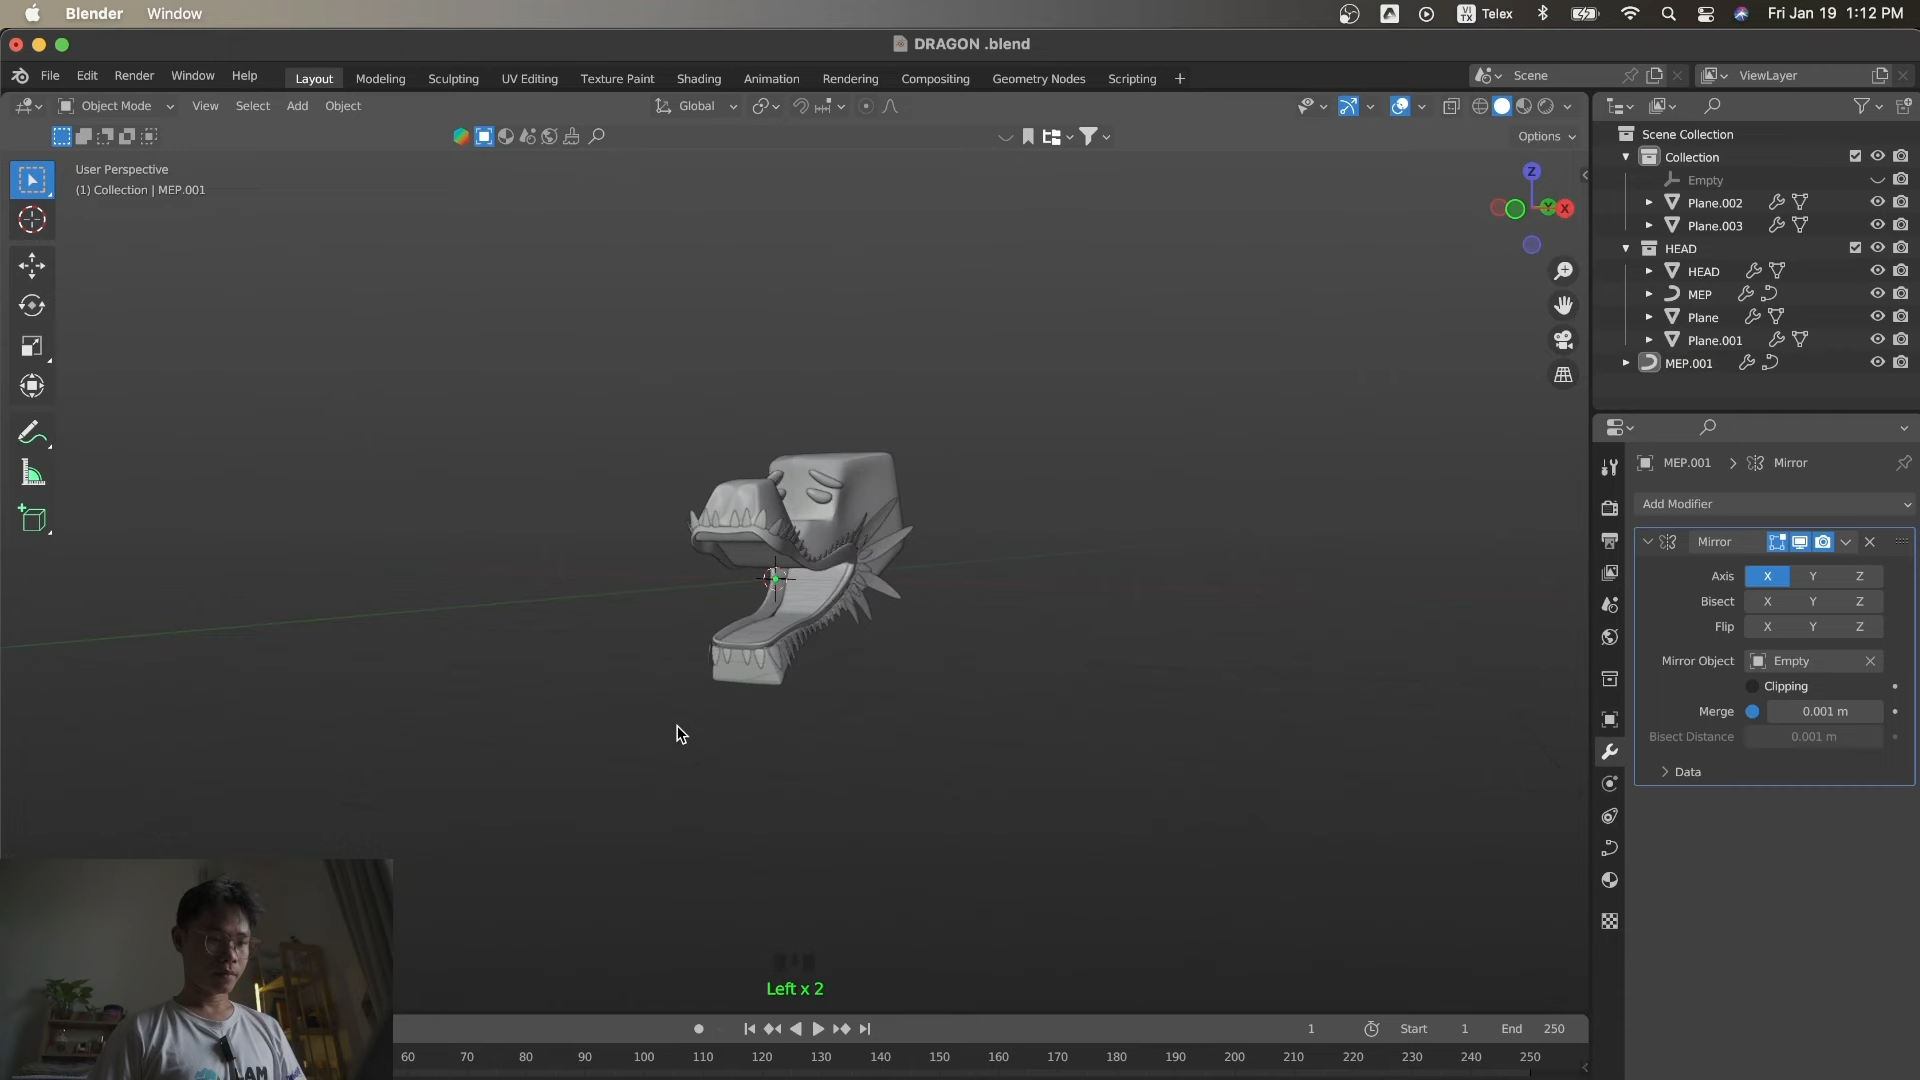 Blender Window
VI
TX Telex
Fri Jan 19 1:12 PM
DRAGON .blend
File Edit Render Window Help
Layout Modeling Sculpting UV Editing Texture Paint Shading Animation Rendering Compositing Geometry Nodes Scripting +
Scene
ViewLayer
Object Mode View Select Add Object
Global
Options
User Perspective
(1) Collection | MEP.001
Z
Y
X
Scene Collection
Collection
Empty
Plane.002
Plane.003
HEAD
HEAD
MEP
Plane
Plane.001
MEP.001
MEP.001 > Mirror
Add Modifier
Mirror
Axis X Y Z
Bisect X Y Z
Flip X Y Z
Mirror Object Empty
Clipping
Merge 0.001 m
Bisect Distance 0.001 m
Data
Left x 2
1 Start 1 End 250
60 70 80 90 100 110 120 130 140 150 160 170 180 190 200 210 220 230 240 250
I AM